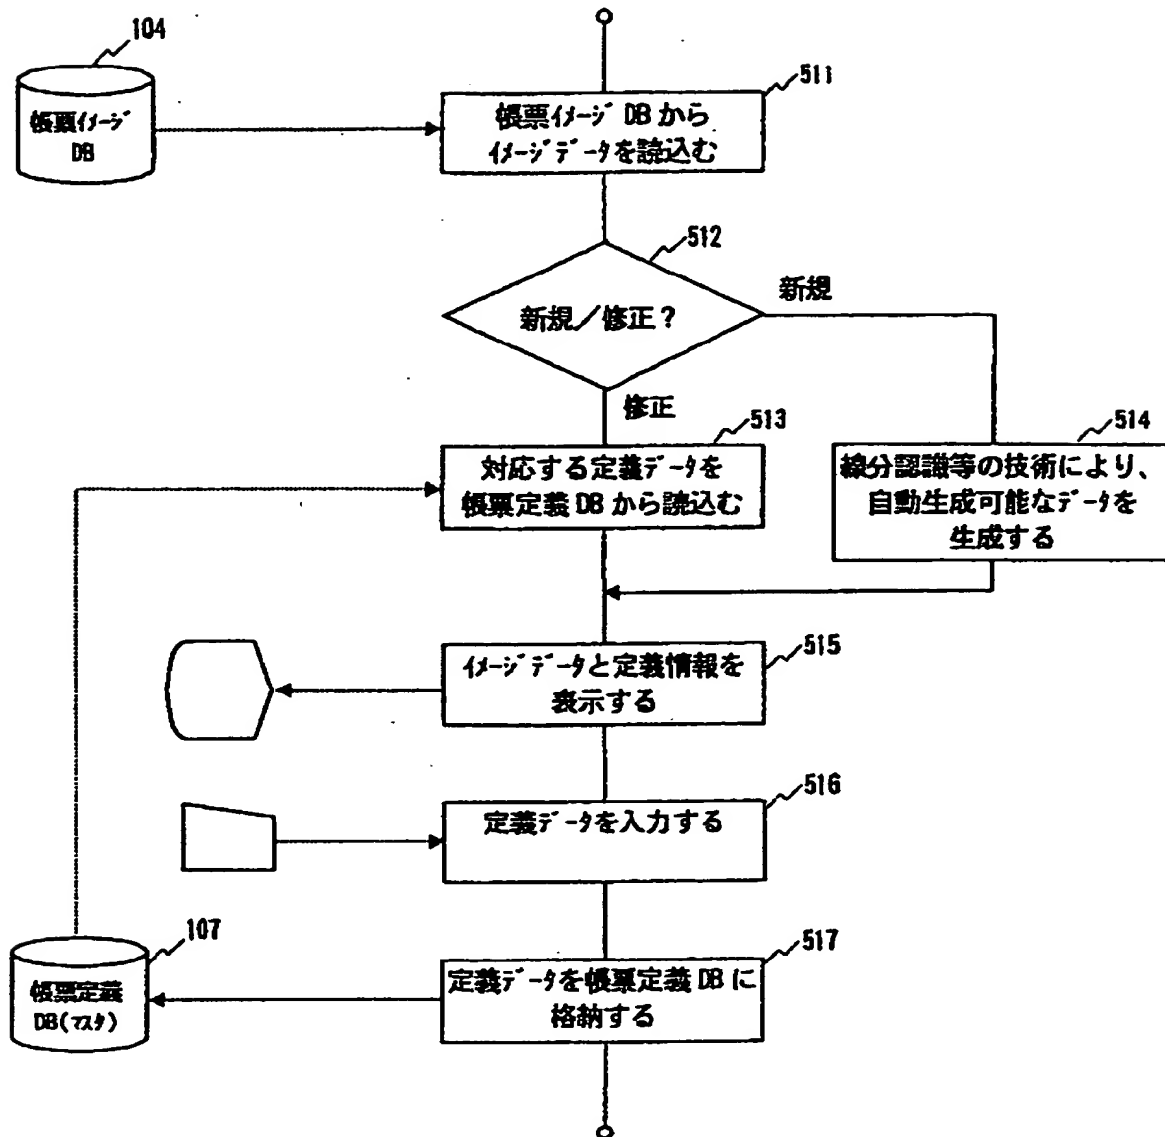 104
帳票イメージ
DB
511
帳票イメージ DB から
イメージデータを読込む
512
新規／修正？
新規
修正
513
対応する定義データを
帳票定義 DB から読込む
514
線分認識等の技術により、
自動生成可能なデータを
生成する
515
イメージデータと定義情報を
表示する
516
定義データを入力する
107
帳票定義
DB(マスタ)
517
定義データを帳票定義 DB に
格納する